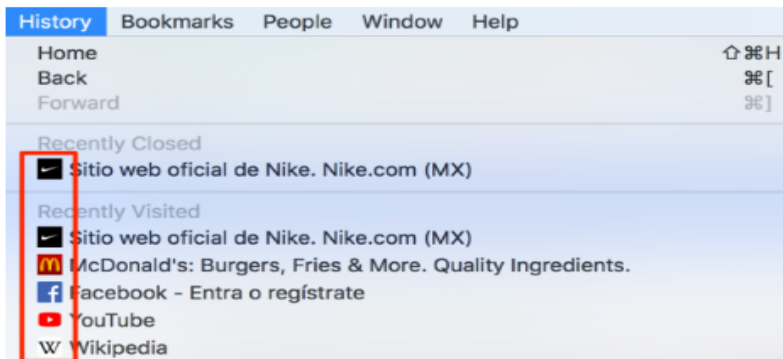 History Bookmarks People Window Help
Home ⇧⌘H
Back ⌘[
Forward ⌘]
Recently Closed
Sitio web oficial de Nike. Nike.com (MX)
Recently Visited
Sitio web oficial de Nike. Nike.com (MX)
McDonald's: Burgers, Fries & More. Quality Ingredients.
Facebook - Entra o regístrate
YouTube
W Wikipedia